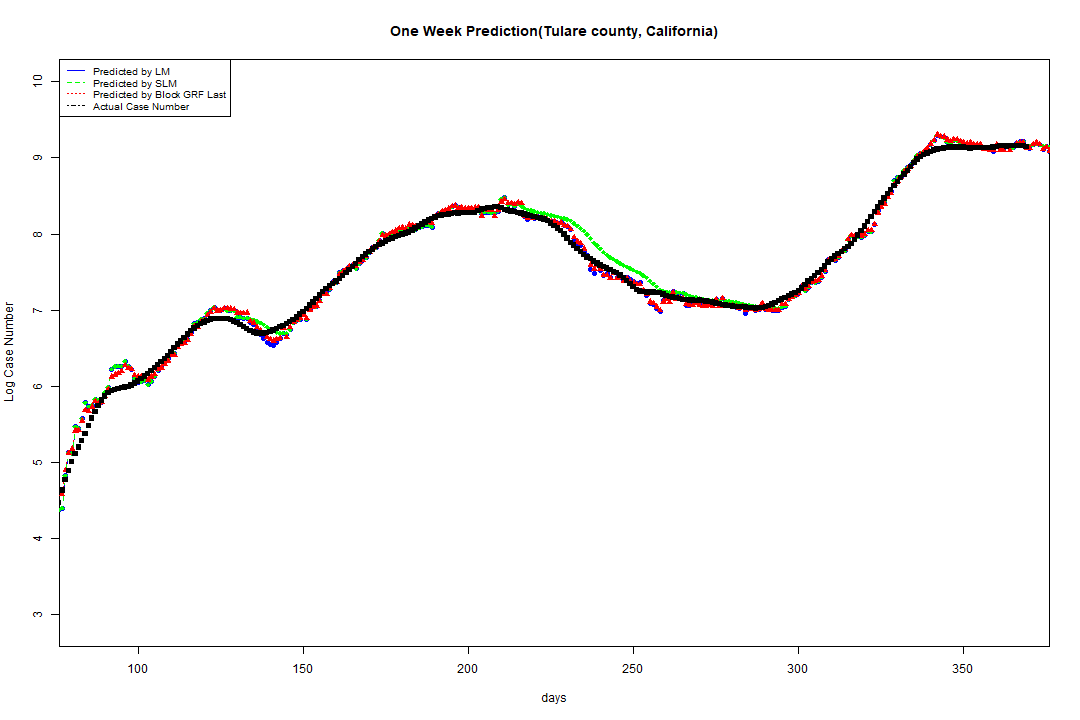 One Week Prediction(Tulare county, California)
Predicted by LM
Predicted by SLM
Predicted by Block GRF Last
Actual Case Number
10
9
8
7
6
5
4
3
Log Case Number
100 150 200 250 300 350
days